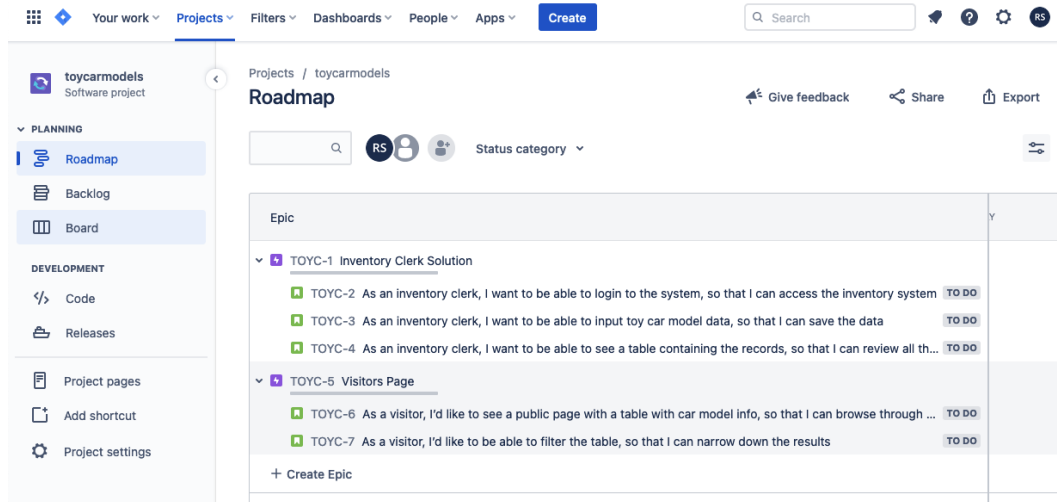 Your work Projects Filters Dashboards People Apps Create Search RS
toycarmodels
Software project
PLANNING
Roadmap
Backlog
Board
DEVELOPMENT
Code
Releases
Project pages
Add shortcut
Project settings
Projects / toycarmodels
Roadmap
Give feedback Share Export
RS Status category
Epic Y
TOYC-1 Inventory Clerk Solution
TOYC-2 As an inventory clerk, I want to be able to login to the system, so that I can access the inventory system TO DO
TOYC-3 As an inventory clerk, I want to be able to input toy car model data, so that I can save the data TO DO
TOYC-4 As an inventory clerk, I want to be able to see a table containing the records, so that I can review all th... TO DO
TOYC-5 Visitors Page
TOYC-6 As a visitor, I’d like to see a public page with a table with car model info, so that I can browse through ... TO DO
TOYC-7 As a visitor, I’d like to be able to filter the table, so that I can narrow down the results TO DO
+ Create Epic